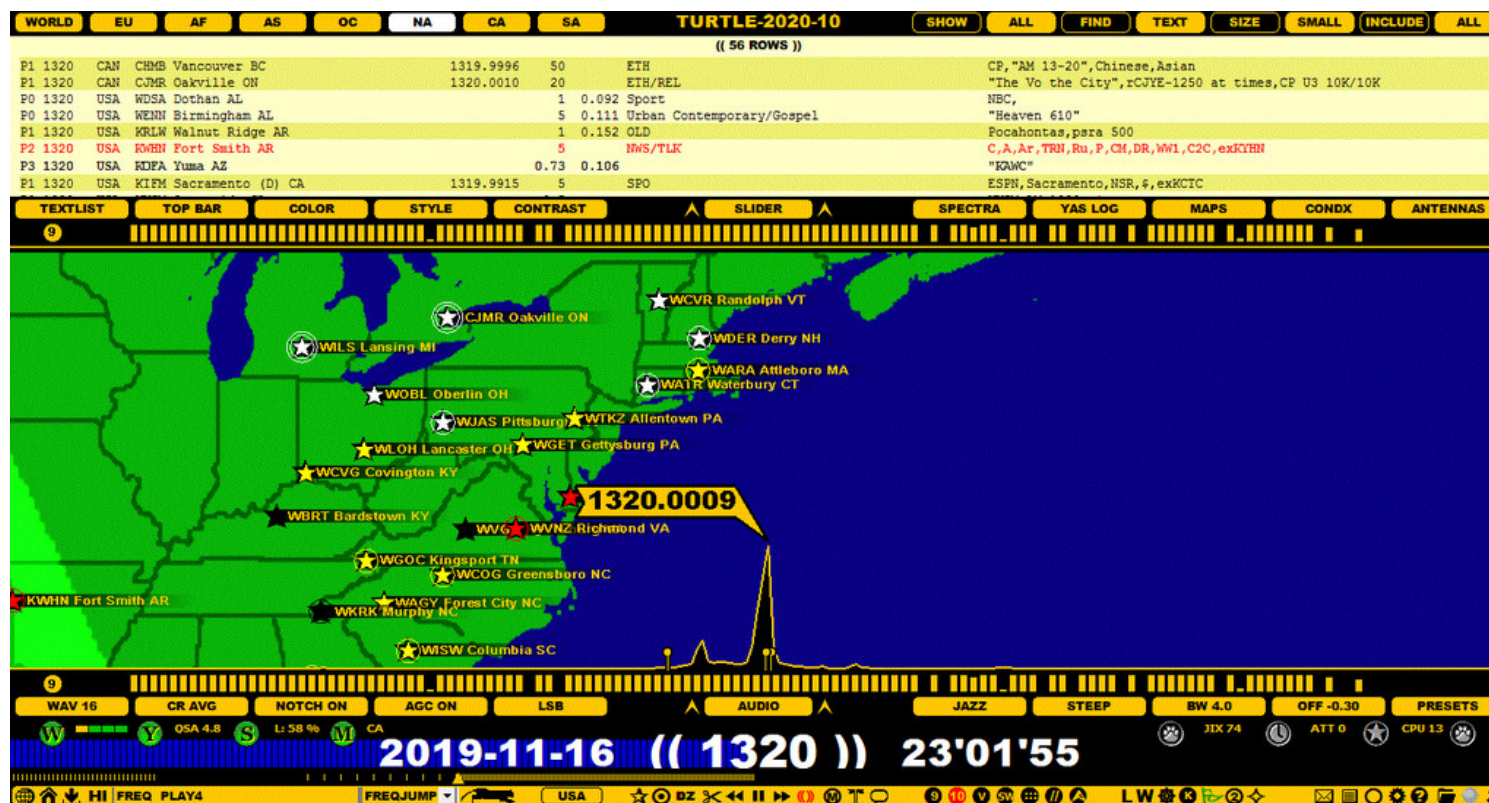 WORLD EU AF AS OC NA CA SA TURTLE-2020-10 SHOW ALL FIND TEXT SIZE SMALL INCLUDE ALL
(( 56 ROWS ))
P1 1320 CAN CHMB Vancouver BC 1319.9996 50 ETH CP,"AM 13-20",Chinese,Asian
P1 1320 CAN CJMR Oakville ON 1320.0010 20 ETH/REL "The Vo the City",rCJYE-1250 at times,CP U3 10K/10K
P0 1320 USA WDSA Dothan AL 1 0.092 Sport NBC,
P0 1320 USA WENN Birmingham AL 5 0.111 Urban Contemporary/Gospel "Heaven 610"
P1 1320 USA KRLW Walnut Ridge AR 1 0.152 OLD Pocahontas,psra 500
P2 1320 USA KWHN Fort Smith AR 5 NWS/TLK C,A,Ar,TRN,Ru,P,CM,DR,WW1,C2C,exKYHN
P3 1320 USA KDFA Yuma AZ 0.73 0.106 "KAWC"
P1 1320 USA KIFM Sacramento (D) CA 1319.9915 5 SPO ESPN,Sacramento,NSR,$,exKCTC
TEXTLIST TOP BAR COLOR STYLE CONTRAST SLIDER SPECTRA YAS LOG MAPS CONDX ANTENNAS
9
WCVR Randolph VT
CJMR Oakville ON
WDER Derry NH
WILS Lansing MI
WARA Attleboro MA
WATR Waterbury CT
WOBL Oberlin OH
WJAS Pittsburg
WTKZ Allentown PA
WLOH Lancaster OH
WGET Gettysburg PA
WCVG Covington KY
1320.0009
WBRT Bardstown KY
WVNZ Richmond VA
WGOC Kingsport TN
WCOG Greensboro NC
KWHN Fort Smith AR
WAGY Forest City NC
WKRK Murphy NC
WISW Columbia SC
9
WAV 16 CR AVG NOTCH ON AGC ON LSB AUDIO JAZZ STEEP BW 4.0 OFF -0.30 PRESETS
W Y QSA 4.8 S L: 58 % M CA JIX 74 ATT 0 CPU 13
2019-11-16 (( 1320 )) 23'01'55
HI FREQ PLAY4 FREQJUMP USA DZ M T 9 10 V SW L W K 2